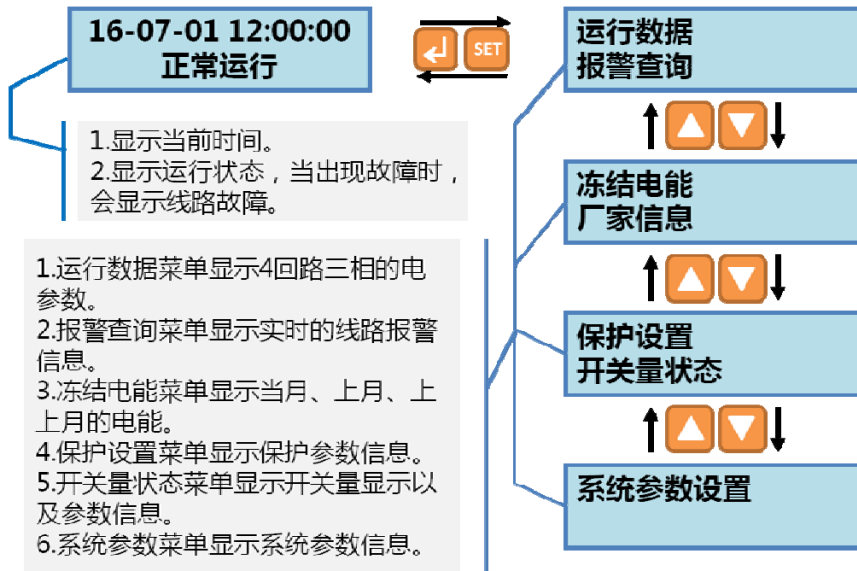 16-07-01 12:00:00
正常运行
SET
运行数据
报警查询
1.显示当前时间。
2.显示运行状态，当出现故障时，
会显示线路故障。
冻结电能
厂家信息
1.运行数据菜单显示4回路三相的电
参数。
2.报警查询菜单显示实时的线路报警
信息。
3.冻结电能菜单显示当月、上月、上
上月的电能。
4.保护设置菜单显示保护参数信息。
5.开关量状态菜单显示开关量显示以
及参数信息。
6.系统参数菜单显示系统参数信息。
保护设置
开关量状态
系统参数设置